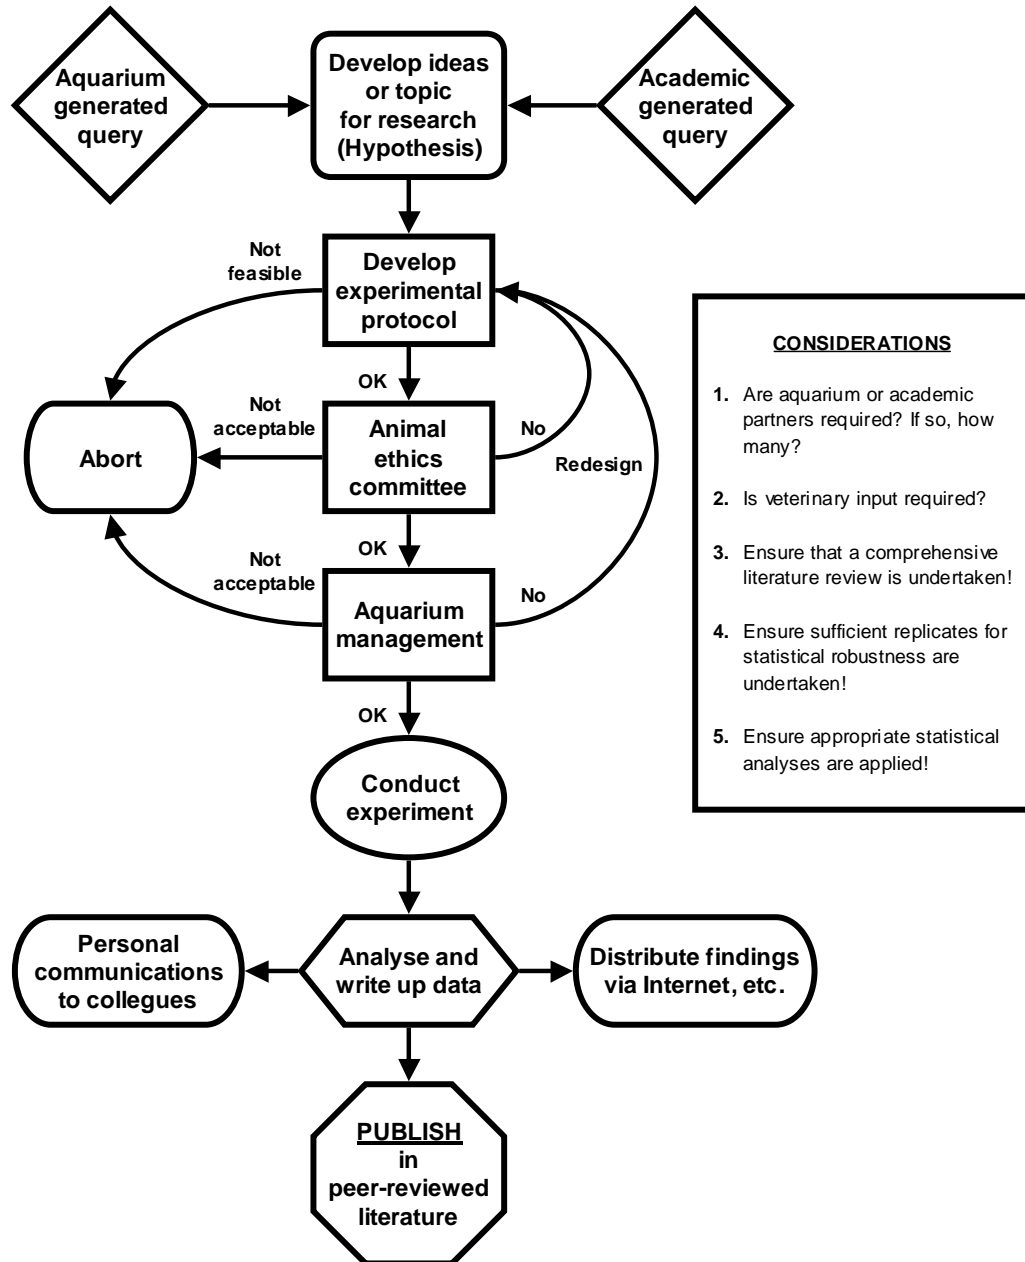 Aquarium
generated
query
Develop ideas
or topic
for research
(Hypothesis)
Academic
generated
query
Not
feasible
Develop
experimental
protocol
OK
Not
acceptable
Abort
Animal
ethics
committee
No
Redesign
OK
Not
acceptable
Aquarium
management
No
OK
Conduct
experiment
CONSIDERATIONS
1. Are aquarium or academic
partners required? If so, how
many?
2. Is veterinary input required?
3. Ensure that a comprehensive
literature review is undertaken!
4. Ensure sufficient replicates for
statistical robustness are
undertaken!
5. Ensure appropriate statistical
analyses are applied!
Personal
communications
to collegues
Analyse and
write up data
Distribute findings
via Internet, etc.
PUBLISH
in
peer-reviewed
literature